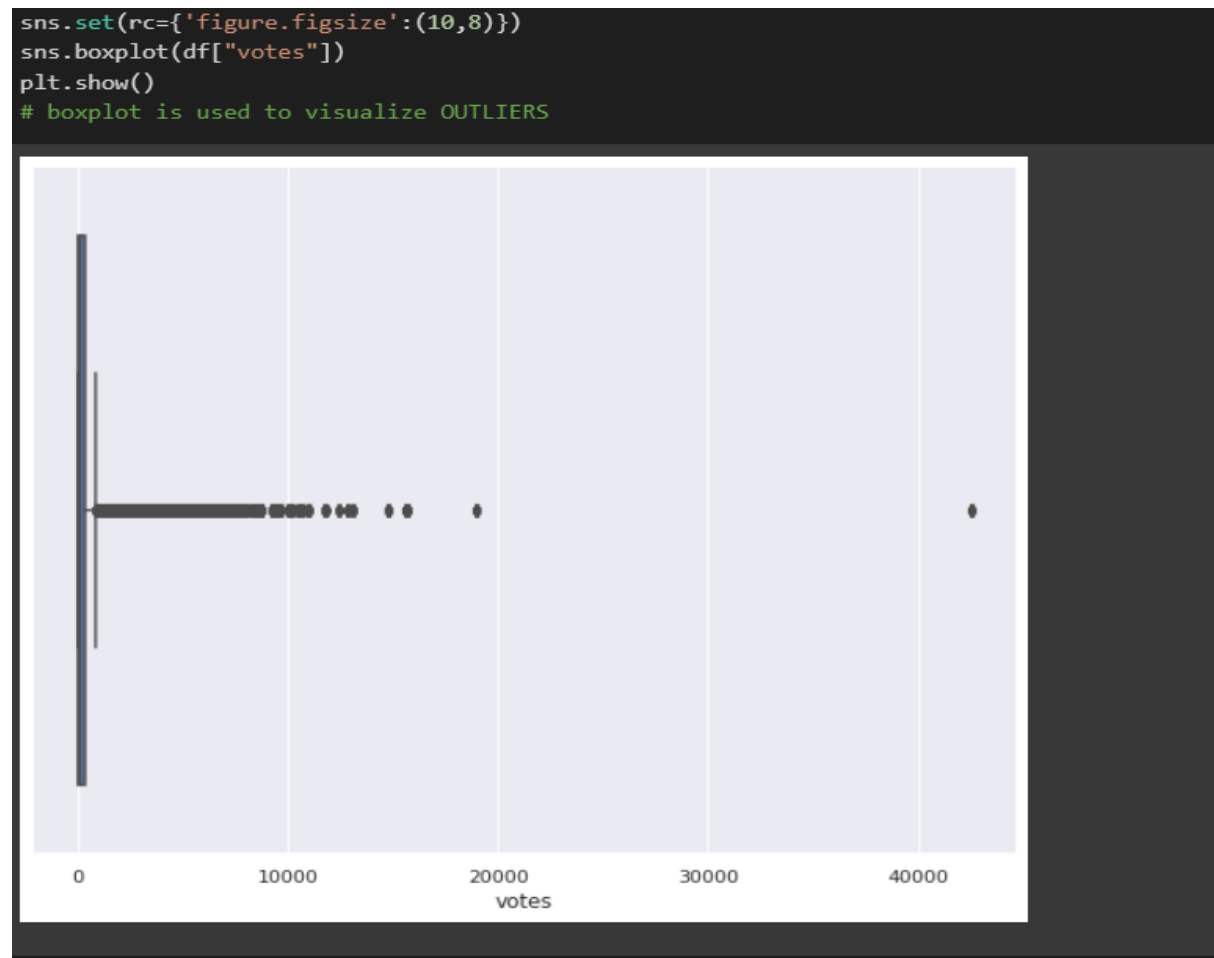 sns.set(rc={'figure.figsize':(10,8)})
sns.boxplot(df["votes"])
plt.show()
# boxplot is used to visualize OUTLIERS
0 10000 20000 30000 40000
votes